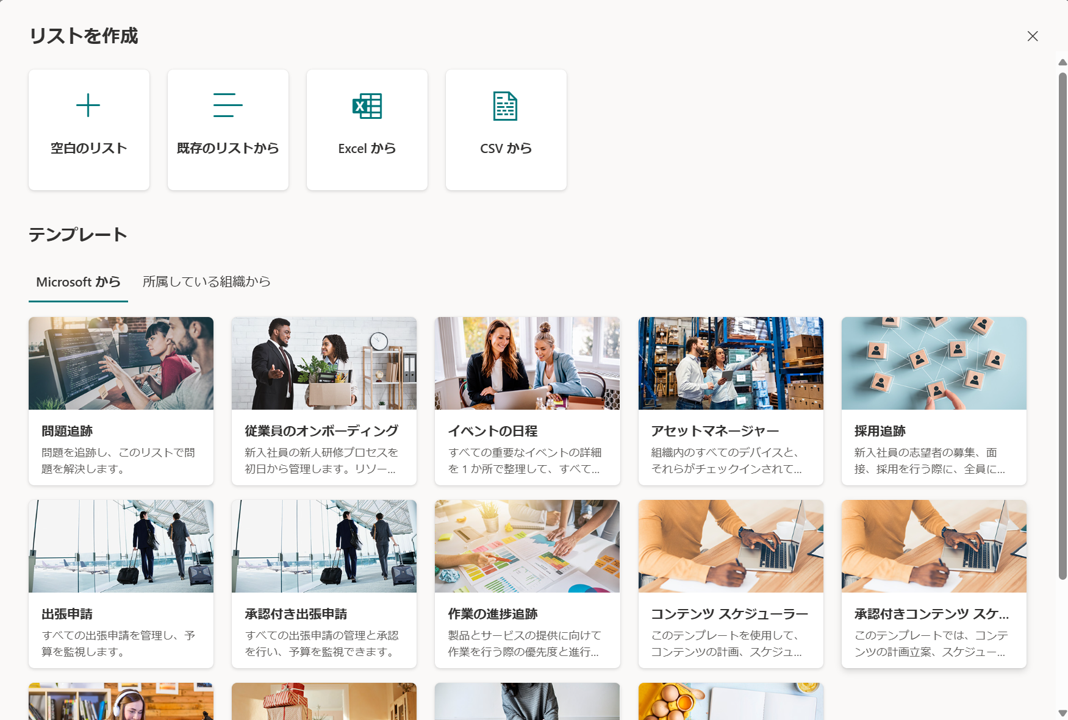 リストを作成
空白のリスト
既存のリストから
Excel から
CSV から
テンプレート
Microsoft から
所属している組織から
問題追跡
問題を追跡し、このリストで問
題を解決します。
従業員のオンボーディング
新入社員の新人研修プロセスを
初日から管理します。リソー...
イベントの日程
すべての重要なイベントの詳細
を 1 か所で整理して、すべて...
アセットマネージャー
組織内のすべてのデバイスと、
それらがチェックインされて...
採用追跡
新入社員の志望者の募集、面
接、採用を行う際に、全員に...
出張申請
すべての出張申請を管理し、予
算を監視します。
承認付き出張申請
すべての出張申請の管理と承認
を行い、予算を監視できます。
作業の進捗追跡
製品とサービスの提供に向けて
作業を行う際の優先度と進行...
コンテンツ スケジューラー
このテンプレートを使用して、
コンテンツの計画、スケジュ...
承認付きコンテンツ スケ...
このテンプレートでは、コンテ
ンツの計画立案、スケジュー...